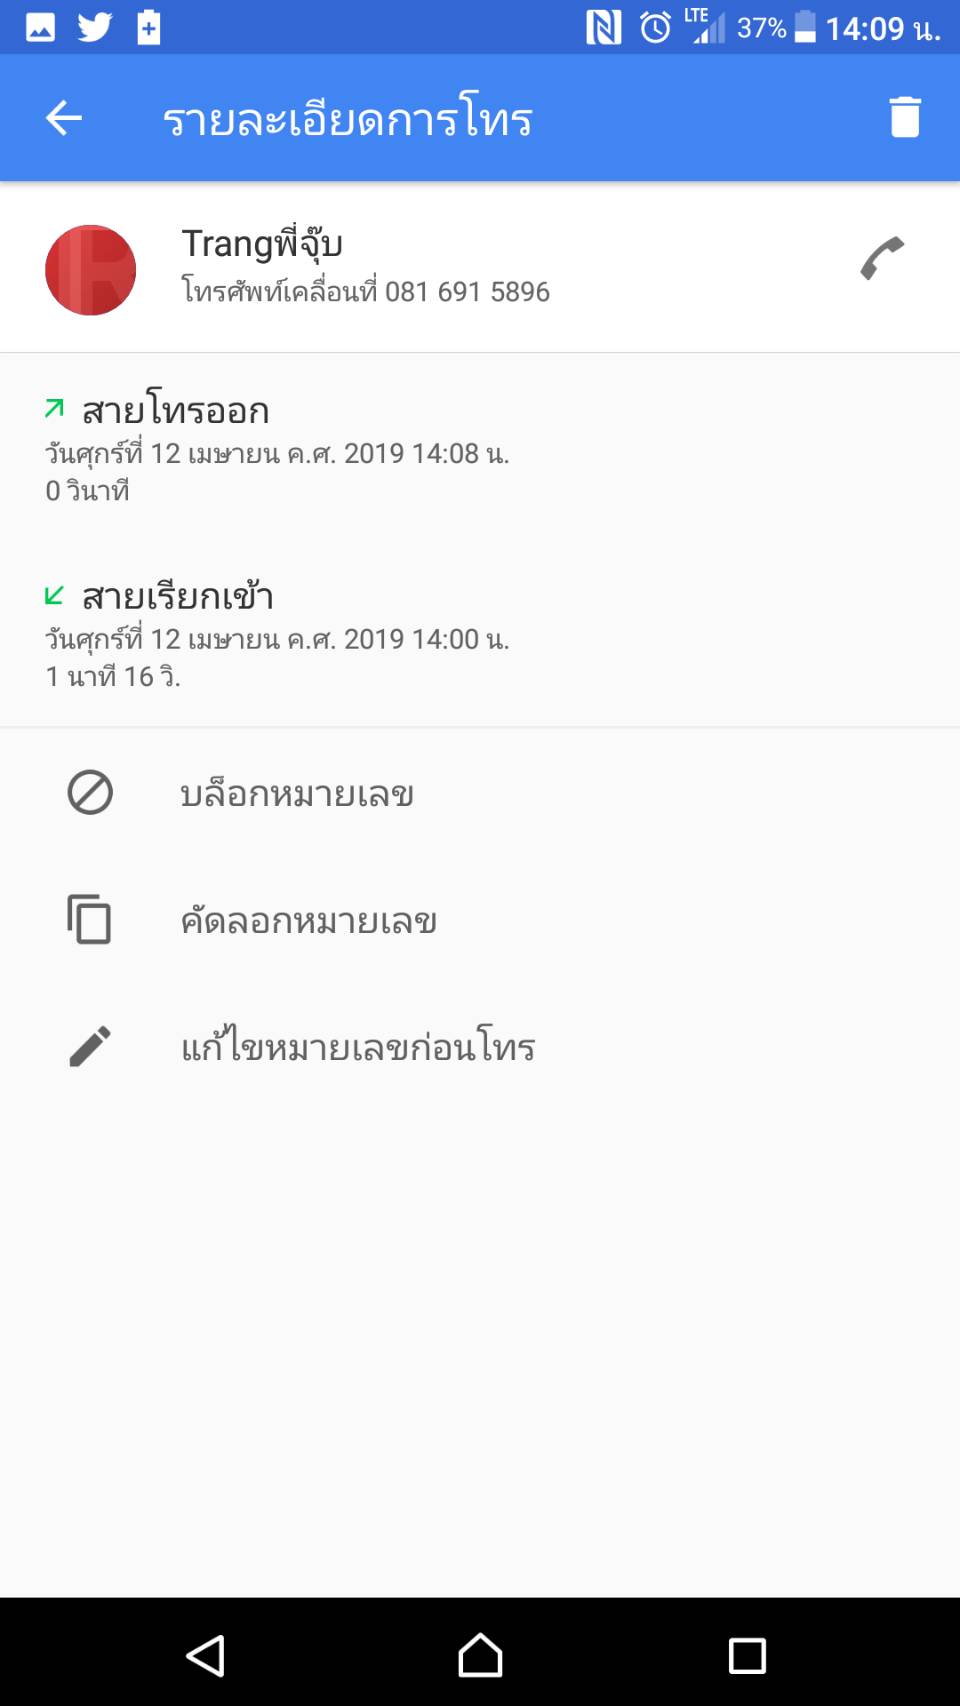 LTE 37% 14:09 น.
รายละเอียดการโทร
Trangพี่จุ๊บ
โทรศัพท์เคลื่อนที่ 081 691 5896
สายโทรออก
วันศุกร์ที่ 12 เมษายน ค.ศ. 2019 14:08 น.
0 วินาที
สายเรียกเข้า
วันศุกร์ที่ 12 เมษายน ค.ศ. 2019 14:00 น.
1 นาที 16 วิ.
บล็อกหมายเลข
คัดลอกหมายเลข
แก้ไขหมายเลขก่อนโทร